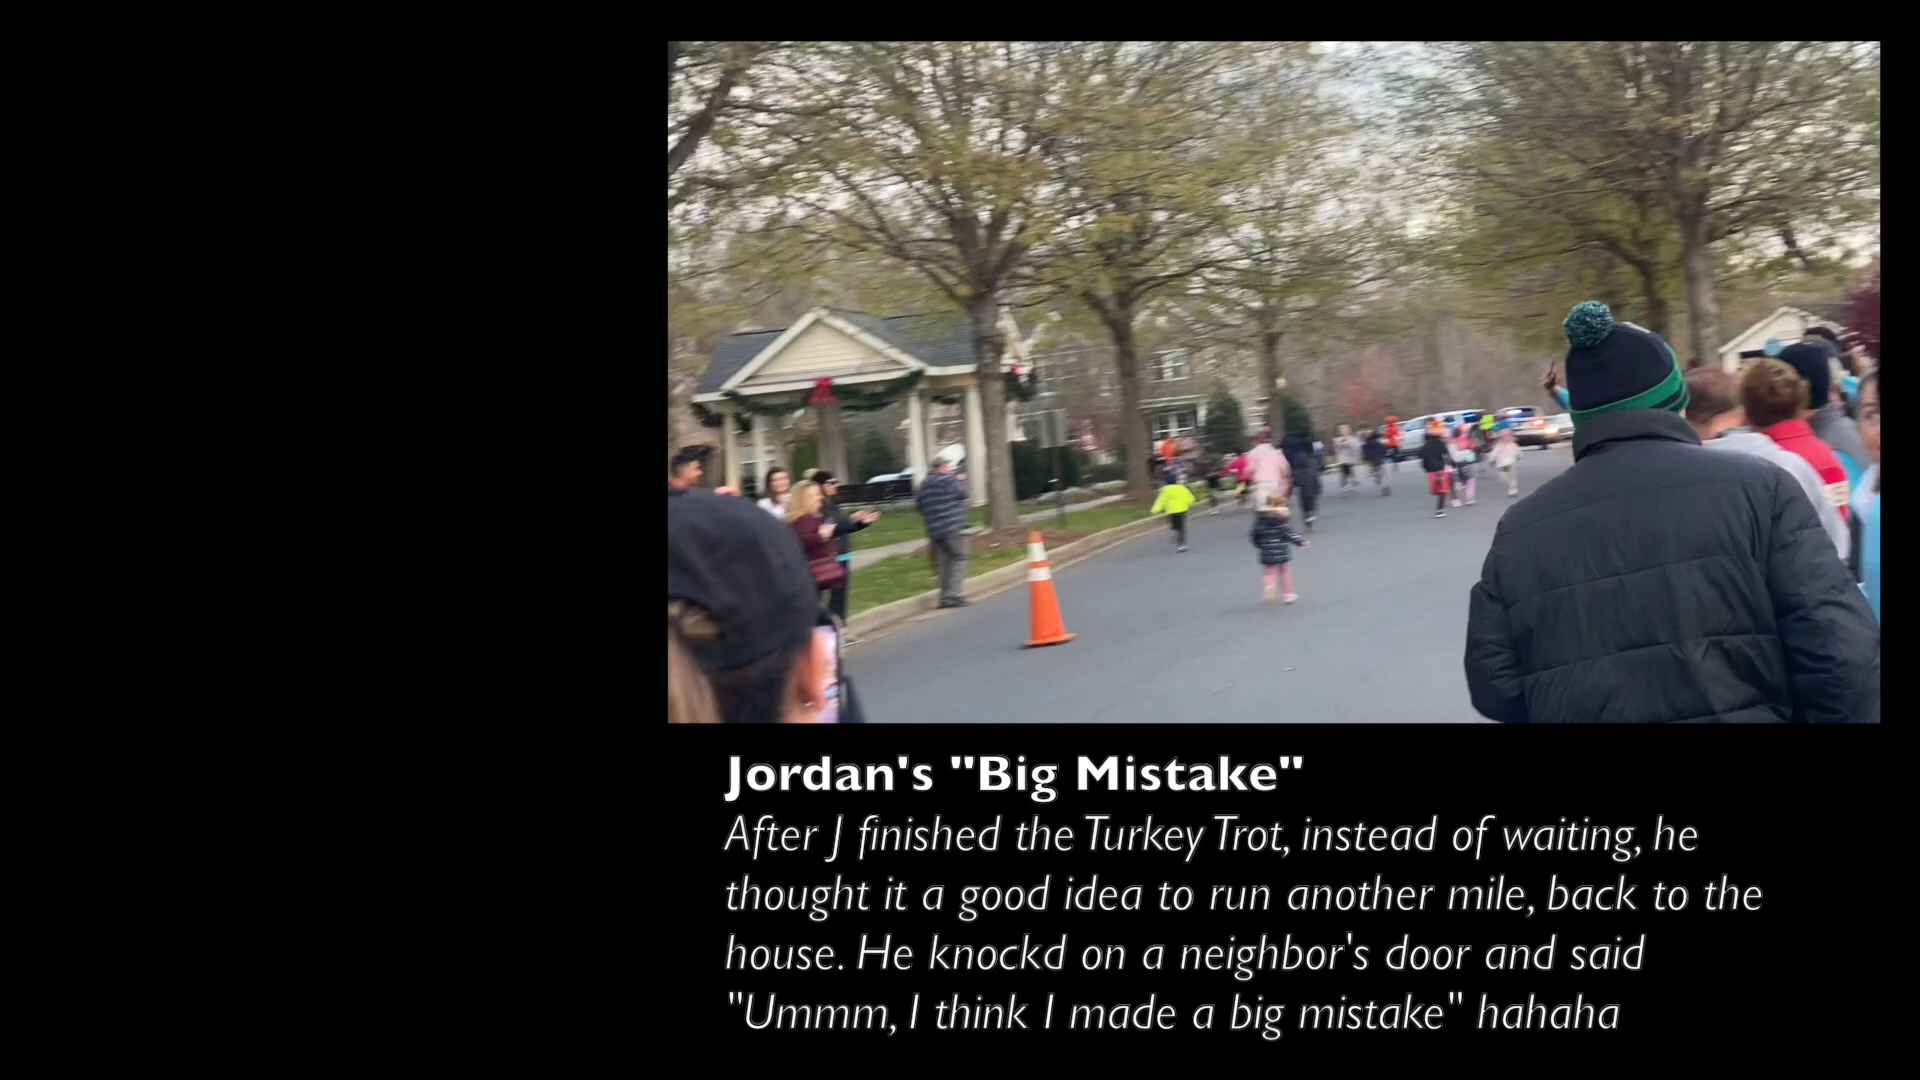 Jordan's "Big Mistake"
After J finished the Turkey Trot, instead of waiting, he
thought it a good idea to run another mile, back to the
house. He knockd on a neighbor's door and said
"Ummm, I think I made a big mistake" hahaha